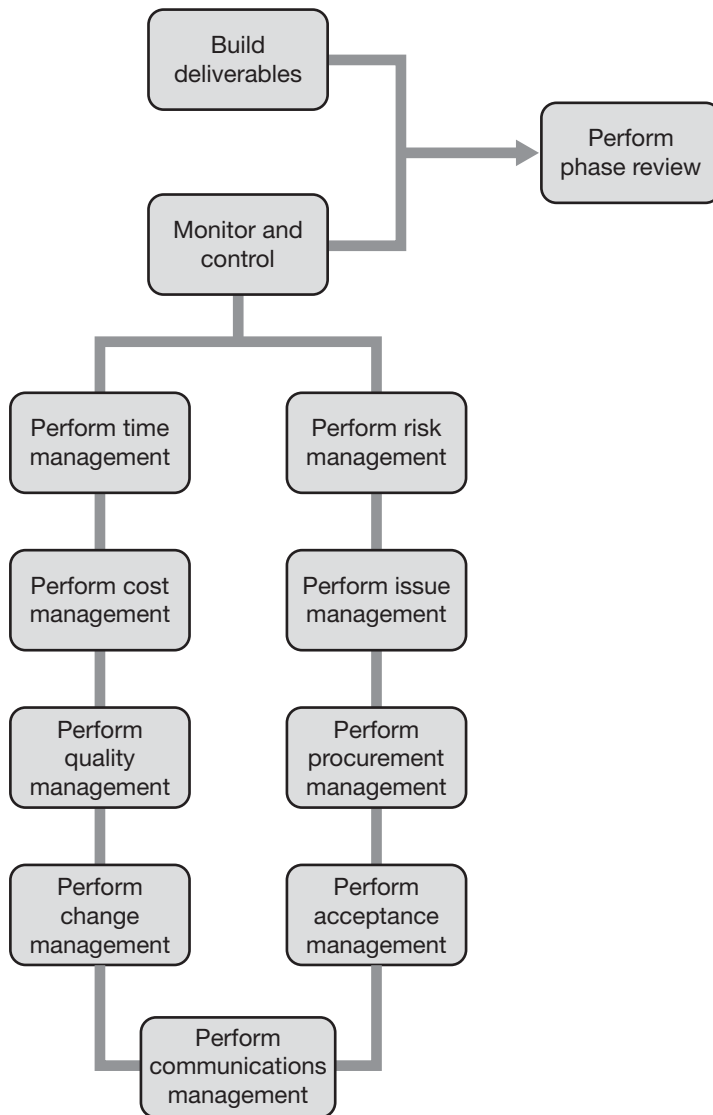 Build
deliverables
Perform
phase review
Monitor and
control
Perform time
management
Perform risk
management
Perform cost
management
Perform issue
management
Perform
quality
management
Perform
procurement
management
Perform
change
management
Perform
acceptance
management
Perform
communications
management